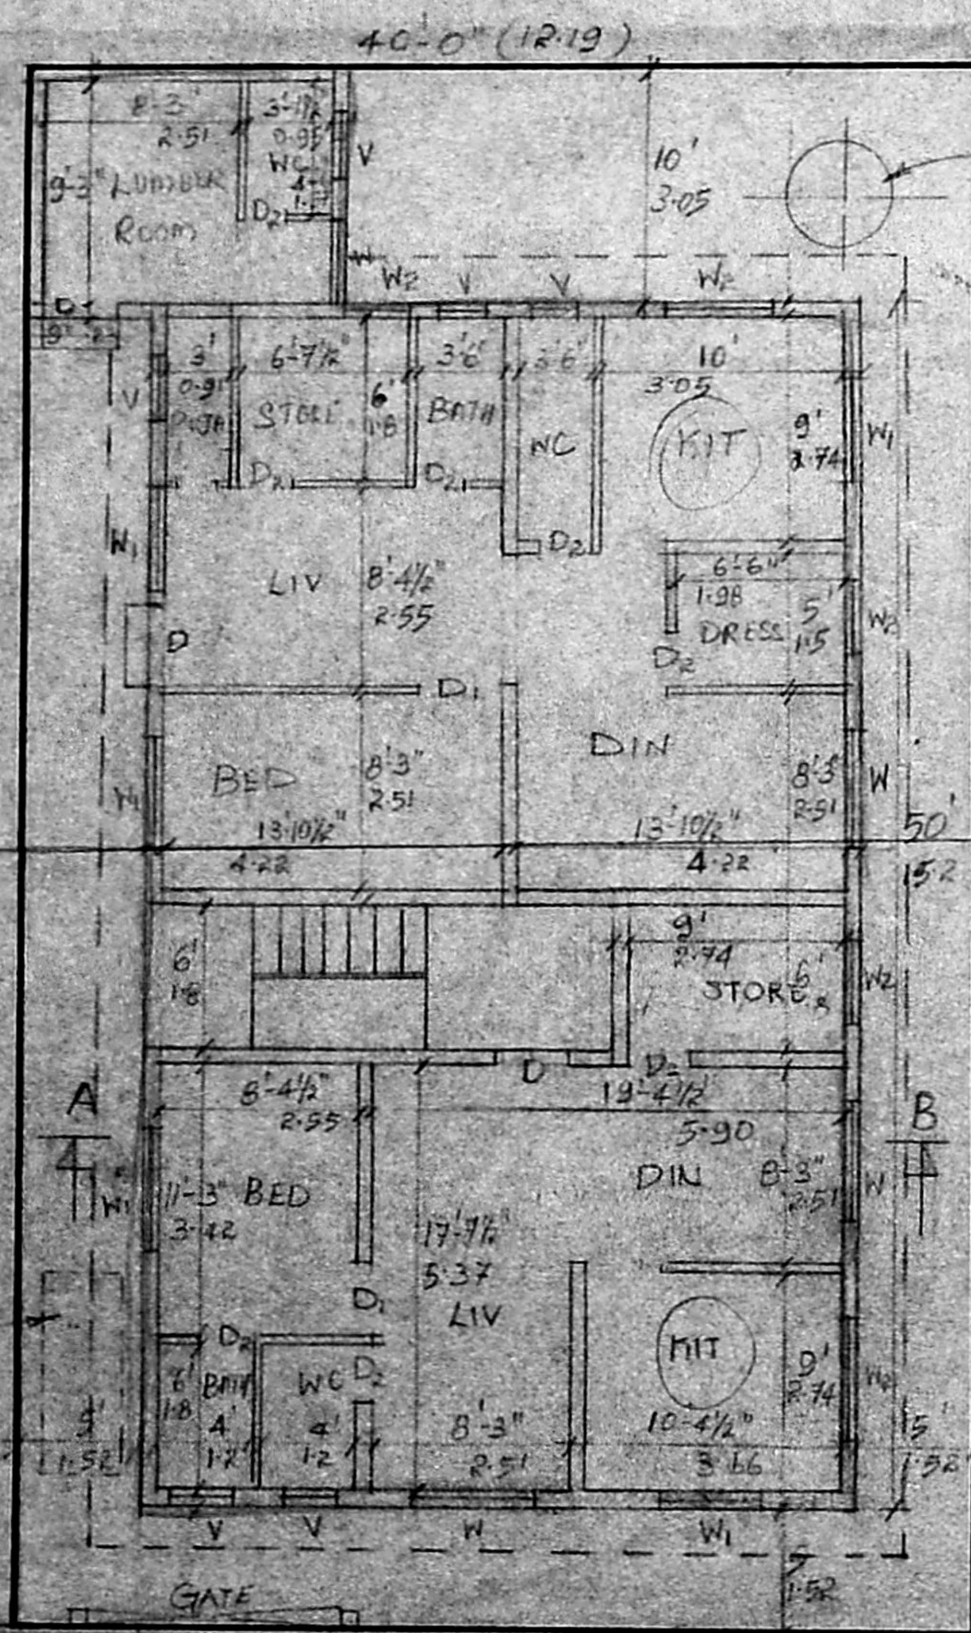 40'-0" (12.19)
8'-3"
2.51
3'-1½"
0.95
WC
D2
V
9'-3" LUMBER
ROOM
10'
3.05
W2 V V W2
D
3'
0.91
6'-7½"
STORE
6'
1.8
3'6"
BATH
3'6"
WC
10'
3.05
KIT
9'
2.74
W1
V
D2 D2
D2
W1
LIV
8'-4½"
2.55
6'-6"
1.98
DRESS
5'
1.5
W2
D2
D
D1
DIN
BED
8'3"
2.51
8'-3"
2.51
W
W1
13'10½"
4.22
13'-10½"
4.22
50'
15.2
6'
1.8
9'
2.74
STORE
6'
W2
D D2
A
8'-4½"
2.55
19'-4½"
5.90
B
DIN
8'-3"
2.51
W
W1
11'-3" BED
3.42
17'-7½"
5.37
LIV
D1
D2
KIT
9'
2.74
6'
1.8
BATH
4'
1.2
WC
D2
4'
1.2
8'-3"
2.51
10'-4½"
3.66
5'
1.52
5'
1.52
V V W W1
5'
1.52
GATE